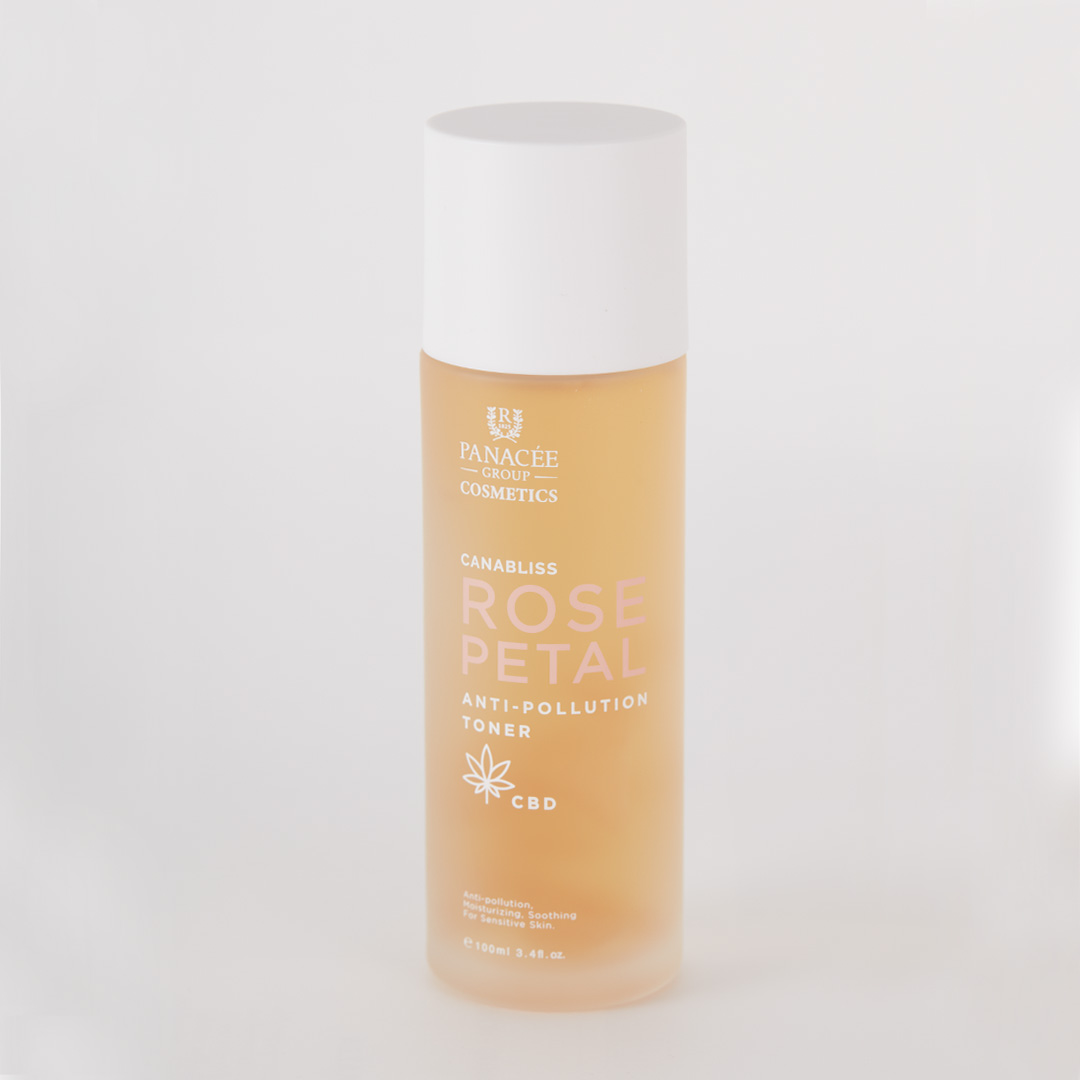 R
PANACÉE
GROUP
COSMETICS
CANABLISS
ROSE
PETAL
ANTI-POLLUTION
TONER
CBD
Anti-pollution,
Moisturizing, Soothing
For Sensitive Skin.
℮100ml 3.4fl.oz.